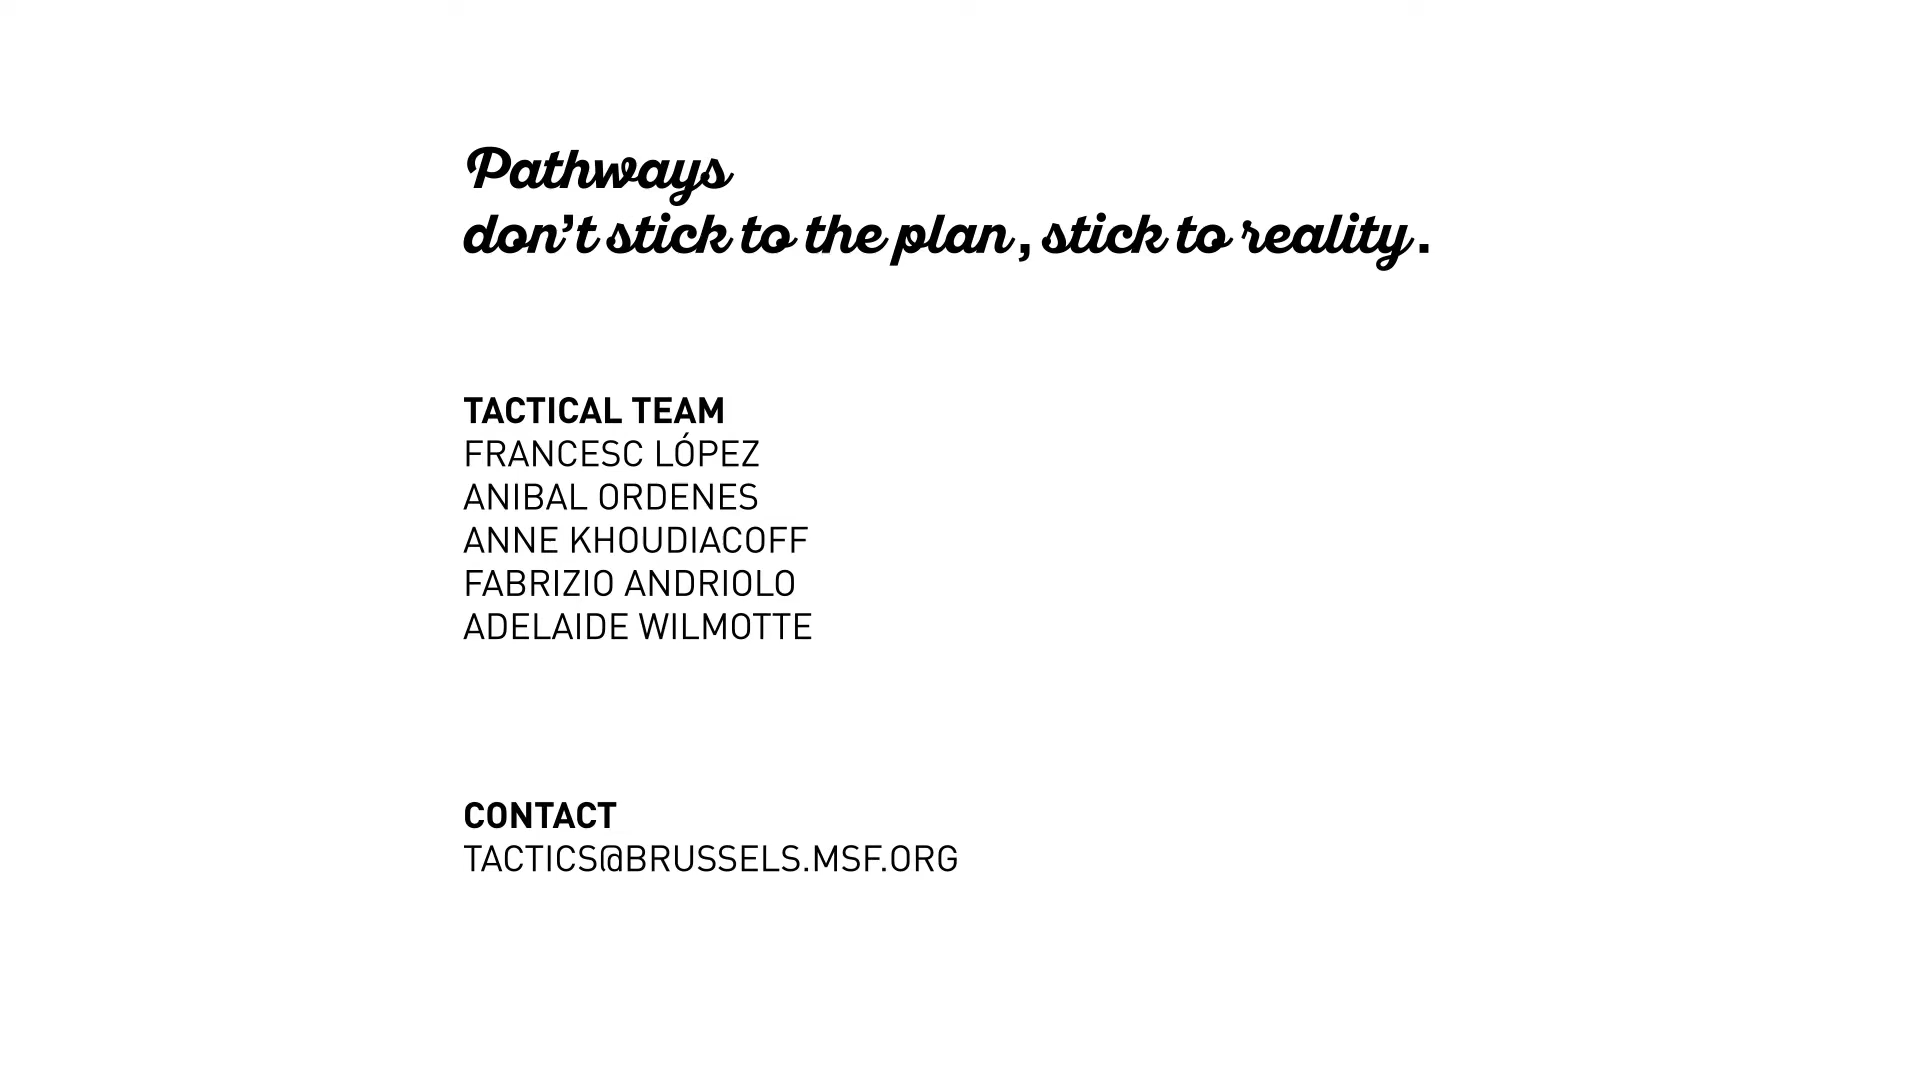 Pathways
don’t stick to the plan, stick to reality.
TACTICAL TEAM
FRANCESC LÓPEZ
ANIBAL ORDENES
ANNE KHOUDIACOFF
FABRIZIO ANDRIOLO
ADELAIDE WILMOTTE
CONTACT
TACTICS@BRUSSELS.MSF.ORG